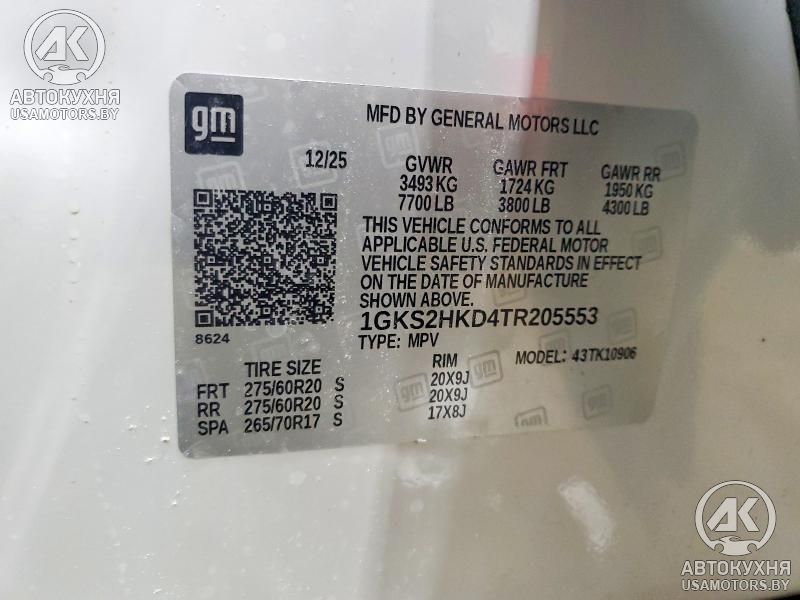 AK
АВТОКУХНЯ
USAMOTORS.BY
gm
MFD BY GENERAL MOTORS LLC
12/25 GVWR GAWR FRT GAWR RR
3493 KG 1724 KG 1950 KG
7700 LB 3800 LB 4300 LB
THIS VEHICLE CONFORMS TO ALL
APPLICABLE U.S. FEDERAL MOTOR
VEHICLE SAFETY STANDARDS IN EFFECT
ON THE DATE OF MANUFACTURE
SHOWN ABOVE.
1GKS2HKD4TR205553
8624
TYPE: MPV MODEL: 43TK10906
TIRE SIZE RIM
FRT 275/60R20 S 20X9J
RR 275/60R20 S 20X9J
SPA 265/70R17 S 17X8J
AK
АВТОКУХНЯ
USAMOTORS.BY